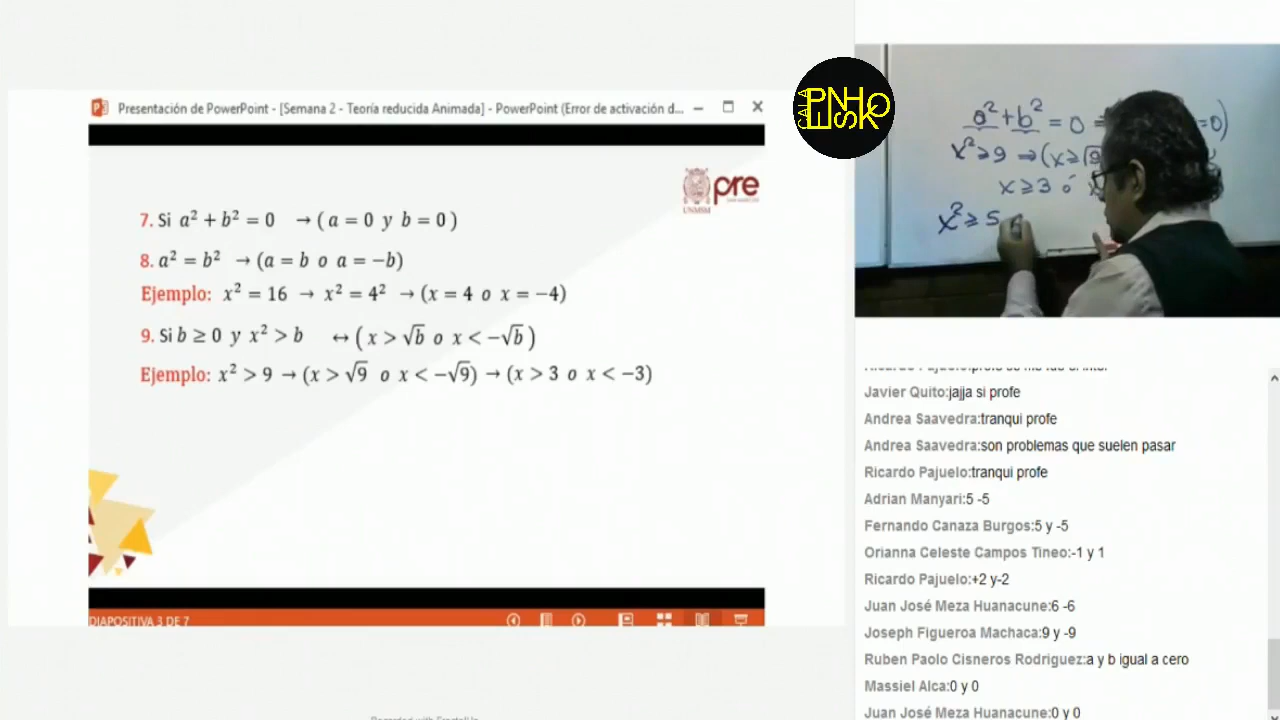 Presentación de PowerPoint - [Semana 2 - Teoría reducida Animada] - PowerPoint (Error de activación d...
UNMSM
pre
SAN MARCOS
7. Si a² + b² = 0 → ( a = 0 y b = 0 )
8. a² = b² → (a = b o a = −b)
Ejemplo: x² = 16 → x² = 4² → (x = 4 o x = −4)
9. Si b ≥ 0 y x² > b ↔ ( x > √b o x < −√b )
Ejemplo: x² > 9 → (x > √9 o x < −√9) → (x > 3 o x < −3)
DIAPOSITIVA 3 DE 7
a² + b² = 0 = 0)
x² ≥ 9 ⇒ (x ≥ √9
x ≥ 3 ó
x² ≥ 5
Javier Quito:jajja si profe
Andrea Saavedra:tranqui profe
Andrea Saavedra:son problemas que suelen pasar
Ricardo Pajuelo:tranqui profe
Adrian Manyari:5 -5
Fernando Canaza Burgos:5 y -5
Orianna Celeste Campos Tineo:-1 y 1
Ricardo Pajuelo:+2 y-2
Juan José Meza Huanacune:6 -6
Joseph Figueroa Machaca:9 y -9
Ruben Paolo Cisneros Rodriguez:a y b igual a cero
Massiel Alca:0 y 0
Juan José Meza Huanacune:0 y 0